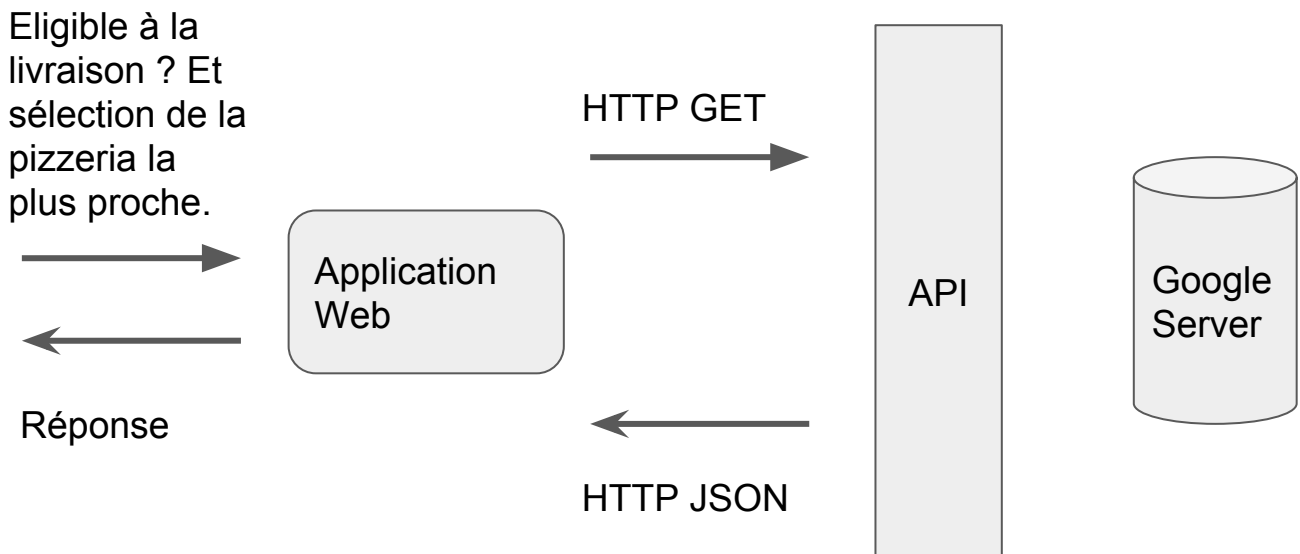 Eligible à la
livraison ? Et
sélection de la
pizzeria la
plus proche.
HTTP GET
Application
Web
API
Google
Server
Réponse
HTTP JSON